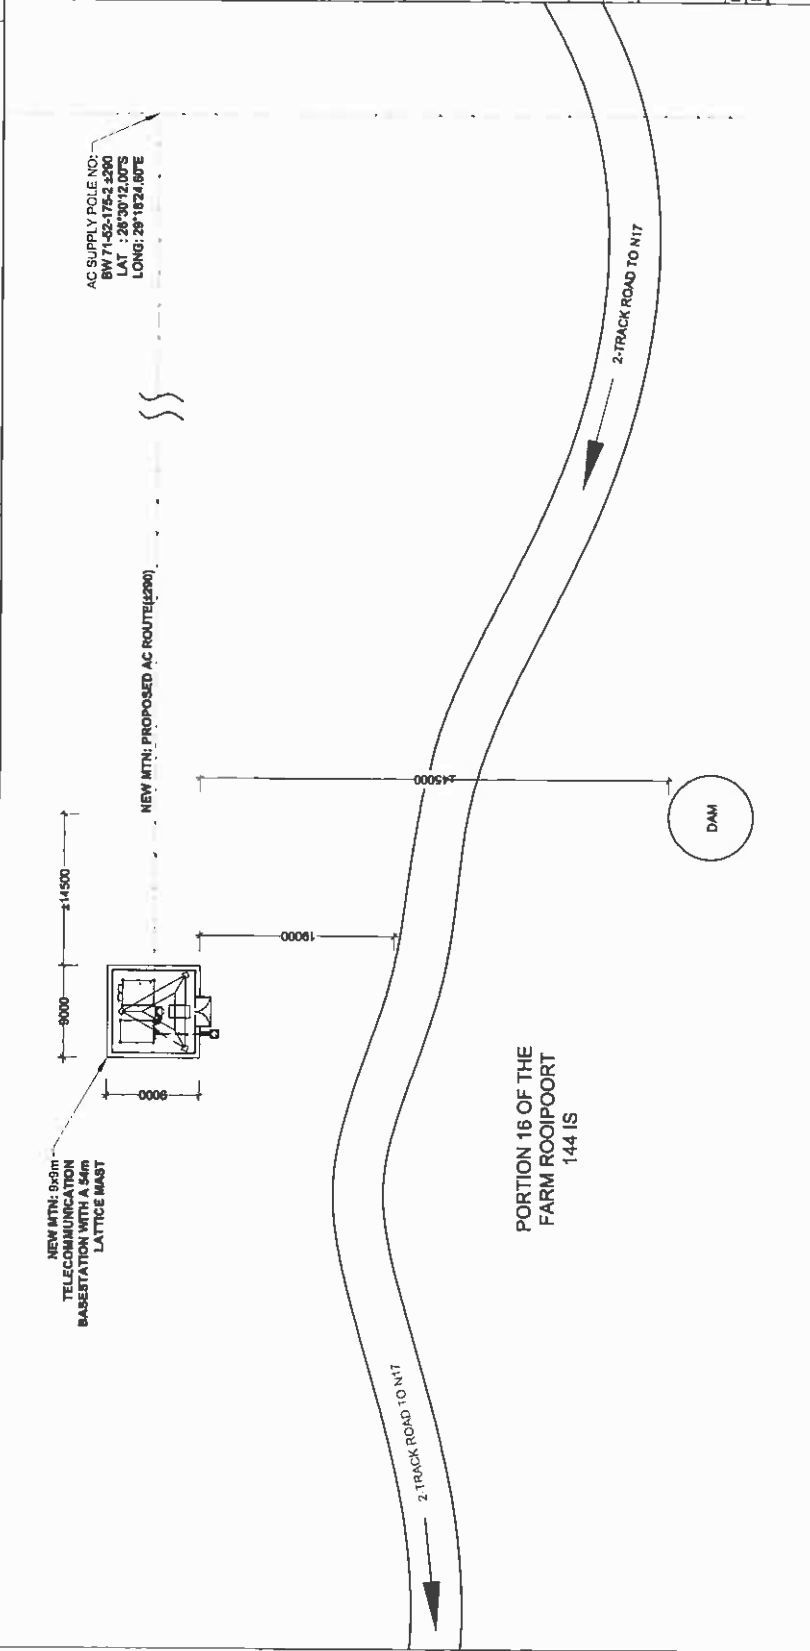 AC SUPPLY POLE NO:
BW 71-52-175-2 ±290
LAT : 26°30'12.00"S
LONG: 29°18'24.60"E
NEW MTN: PROPOSED AC ROUTE(±290)
2-TRACK ROAD TO N17
±14500
9000
9000
19000
±45000
DAM
NEW MTN: 9x9m
TELECOMMUNICATION
BASESTATION WITH A 54m
LATTICE MAST
PORTION 16 OF THE
FARM ROOIPOORT
144 IS
2-TRACK ROAD TO N17